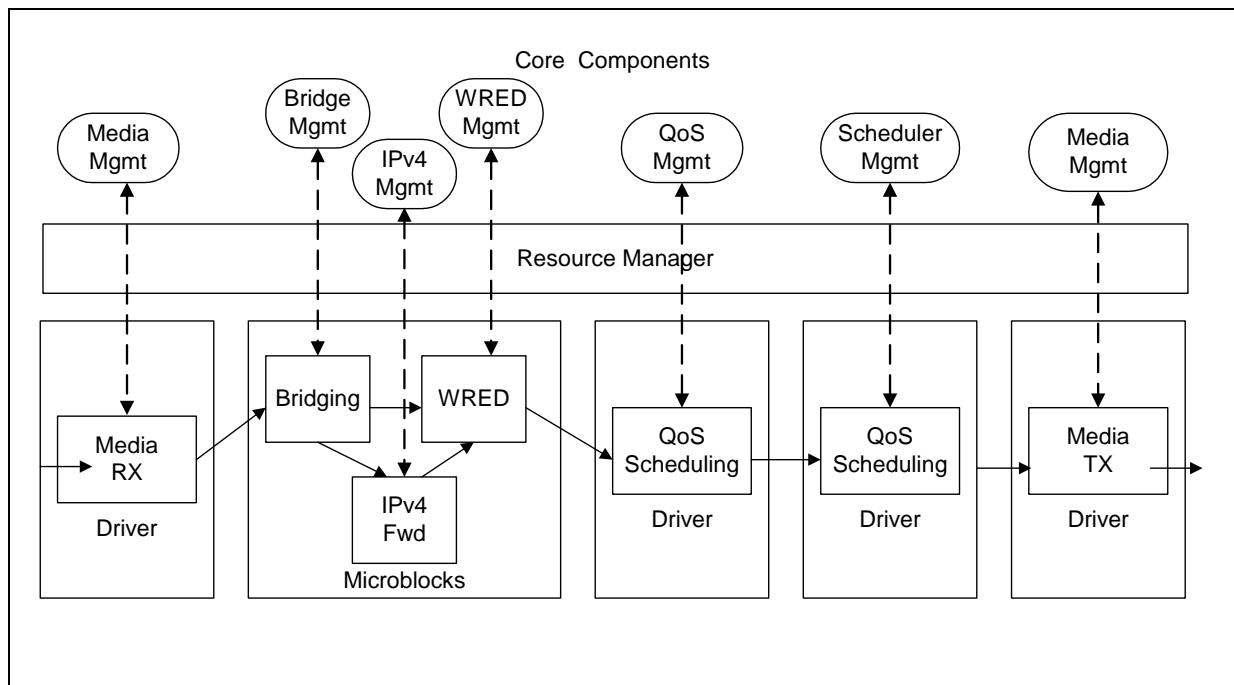 Core Components
Media
Mgmt
Bridge
Mgmt
IPv4
Mgmt
WRED
Mgmt
QoS
Mgmt
Scheduler
Mgmt
Media
Mgmt
Resource Manager
Media
RX
Driver
Bridging
WRED
IPv4
Fwd
Microblocks
QoS
Scheduling
Driver
QoS
Scheduling
Driver
Media
TX
Driver